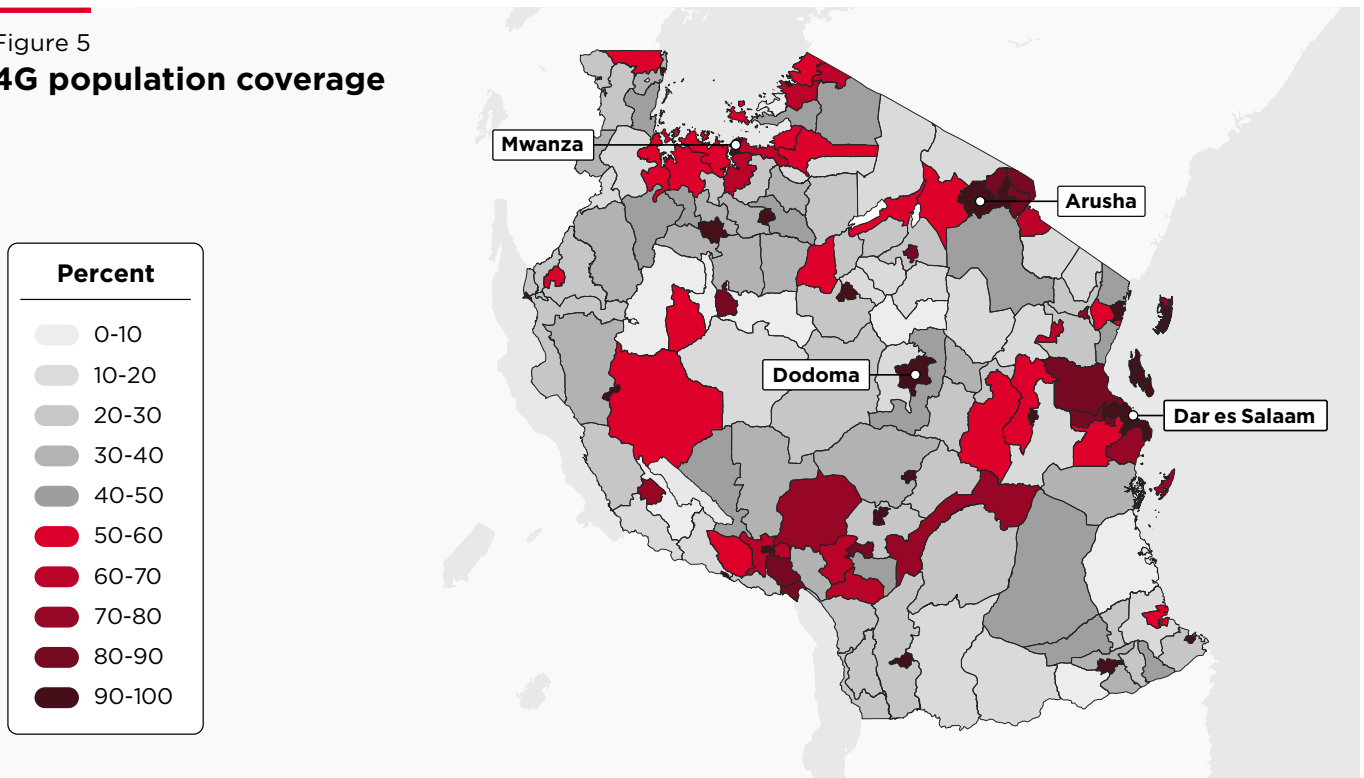 Figure 5
4G population coverage
Mwanza
Arusha
Dodoma
Dar es Salaam
Percent
0-10
10-20
20-30
30-40
40-50
50-60
60-70
70-80
80-90
90-100